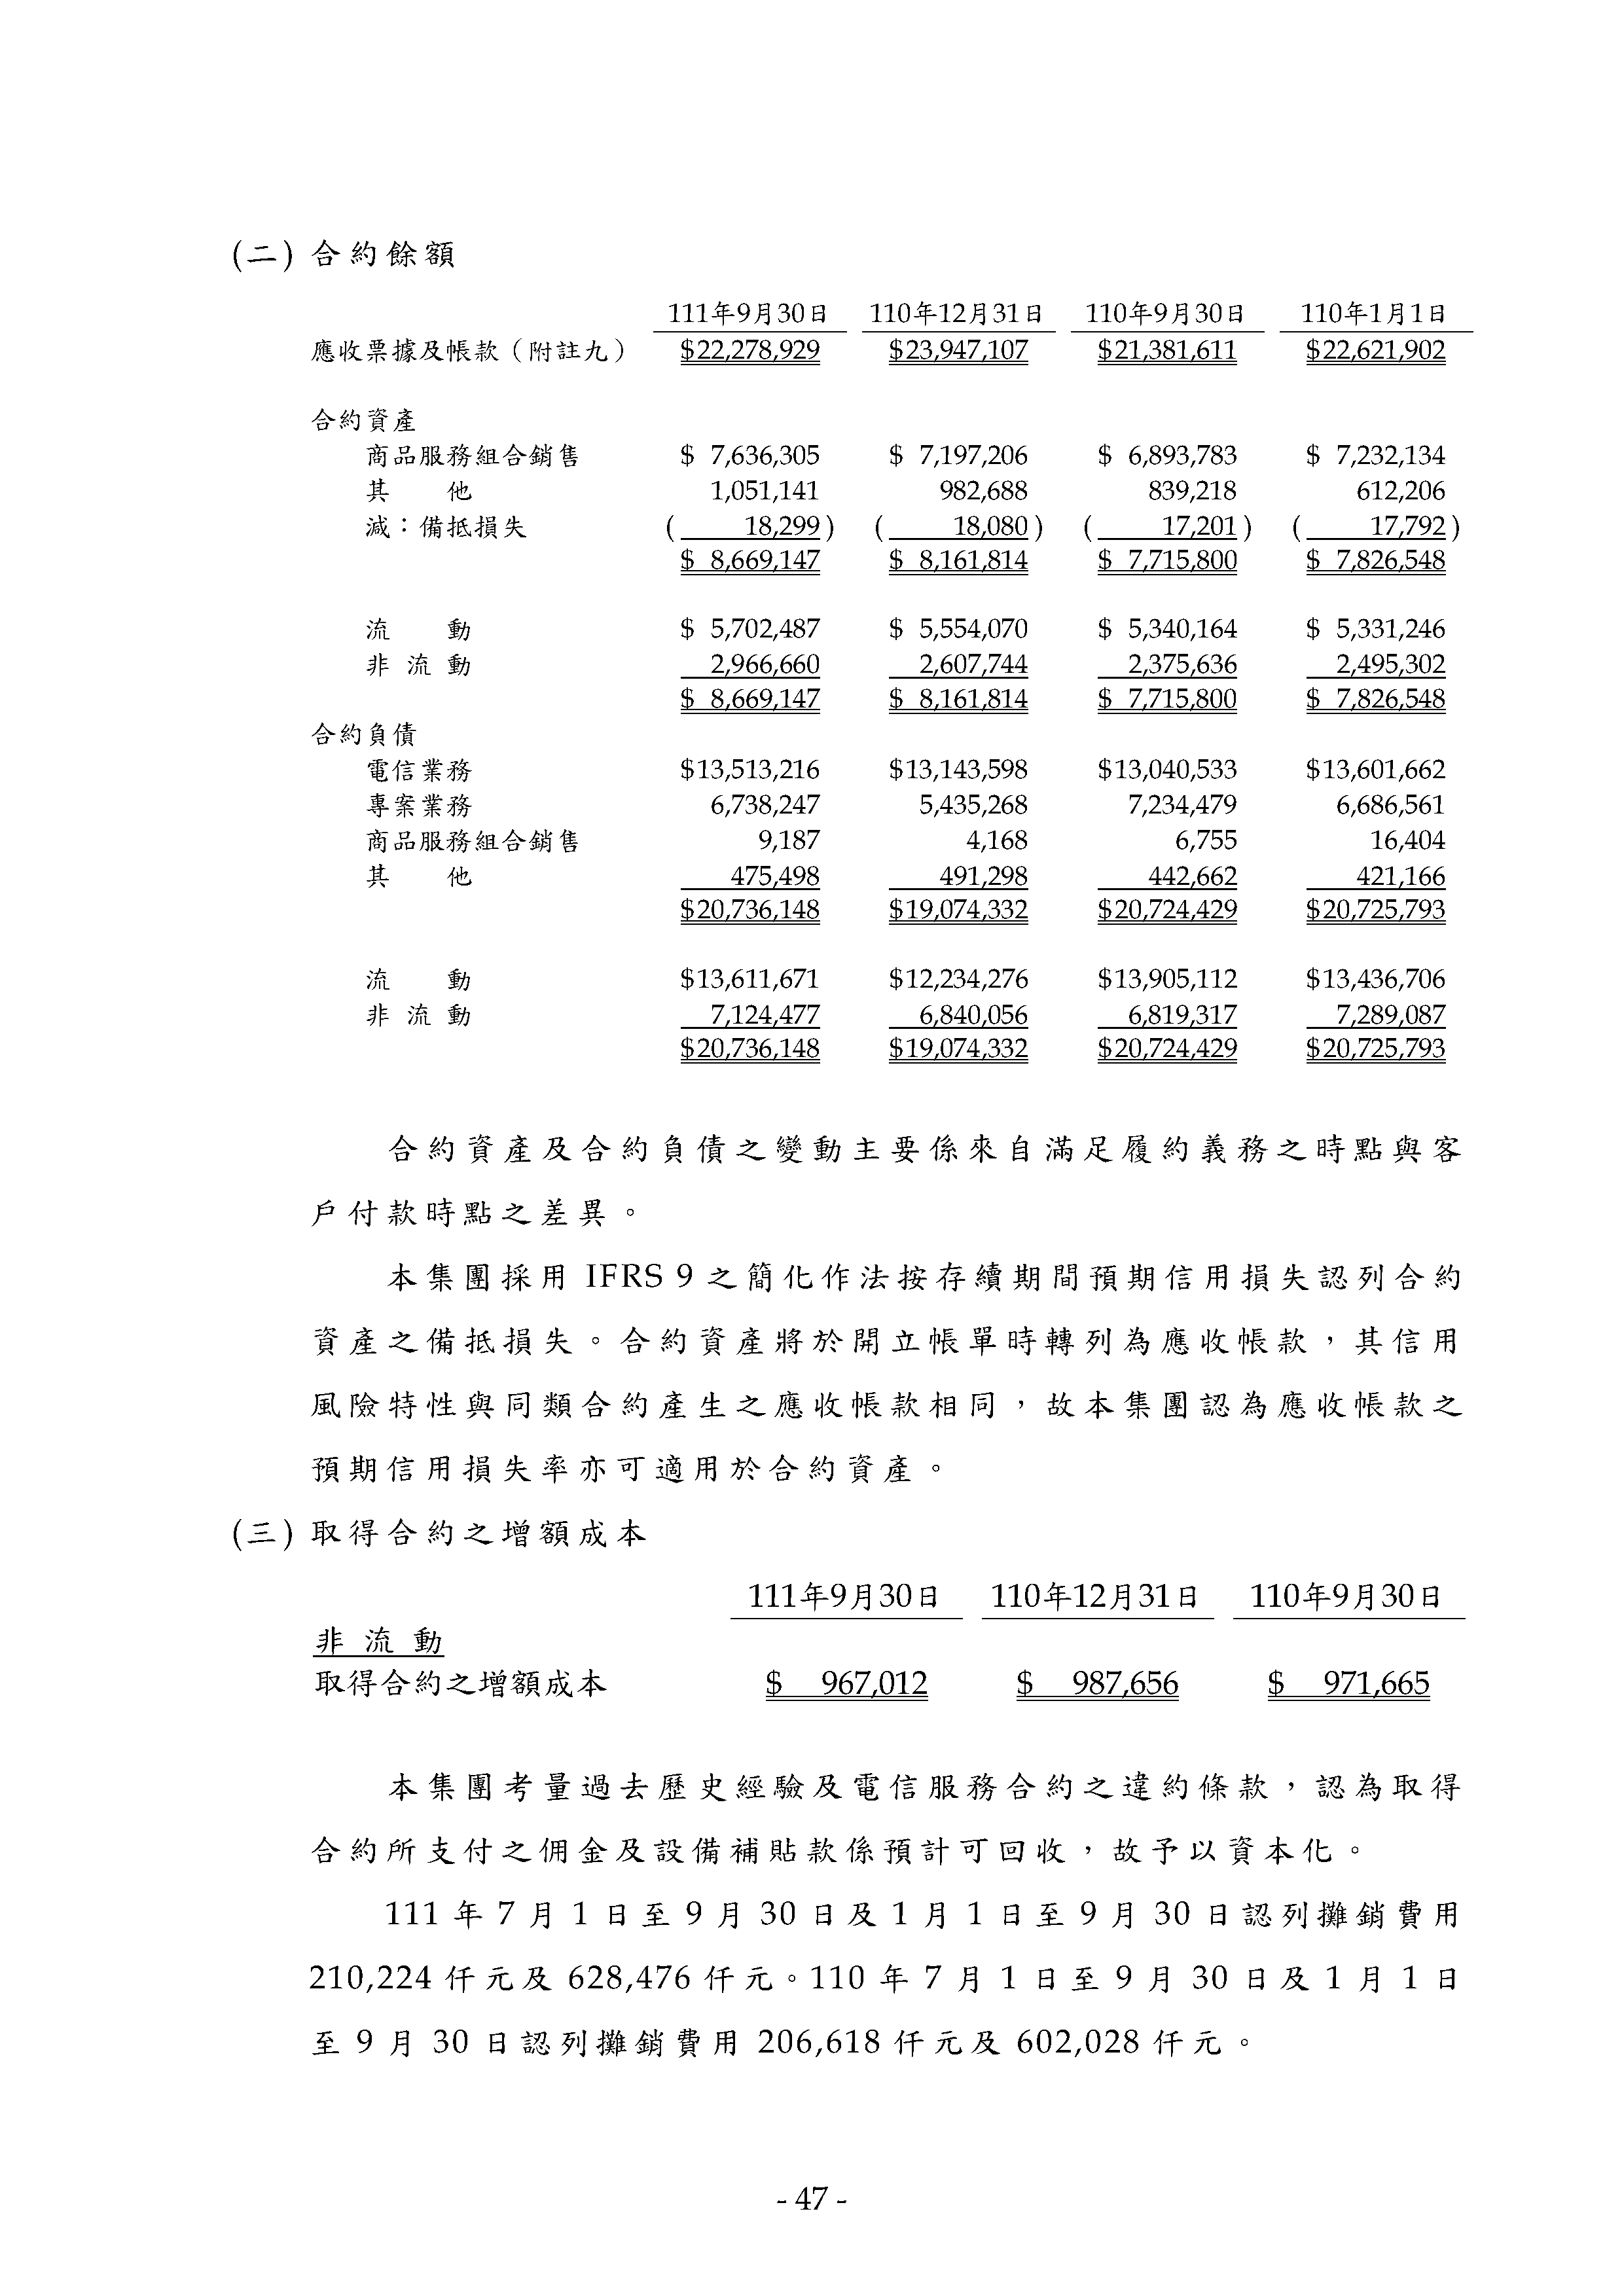 (二) 合約餘額
111年9月30日 110年12月31日 110年9月30日 110年1月1日
應收票據及帳款（附註九） $22,278,929 $23,947,107 $21,381,611 $22,621,902
合約資產
商品服務組合銷售 $ 7,636,305 $ 7,197,206 $ 6,893,783 $ 7,232,134
其 他 1,051,141 982,688 839,218 612,206
減：備抵損失 ( 18,299) ( 18,080) ( 17,201) ( 17,792)
$ 8,669,147 $ 8,161,814 $ 7,715,800 $ 7,826,548
流 動 $ 5,702,487 $ 5,554,070 $ 5,340,164 $ 5,331,246
非 流 動 2,966,660 2,607,744 2,375,636 2,495,302
$ 8,669,147 $ 8,161,814 $ 7,715,800 $ 7,826,548
合約負債
電信業務 $13,513,216 $13,143,598 $13,040,533 $13,601,662
專案業務 6,738,247 5,435,268 7,234,479 6,686,561
商品服務組合銷售 9,187 4,168 6,755 16,404
其 他 475,498 491,298 442,662 421,166
$20,736,148 $19,074,332 $20,724,429 $20,725,793
流 動 $13,611,671 $12,234,276 $13,905,112 $13,436,706
非 流 動 7,124,477 6,840,056 6,819,317 7,289,087
$20,736,148 $19,074,332 $20,724,429 $20,725,793
合約資產及合約負債之變動主要係來自滿足履約義務之時點與客
戶付款時點之差異。
本集團採用 IFRS 9 之簡化作法按存續期間預期信用損失認列合約
資產之備抵損失。合約資產將於開立帳單時轉列為應收帳款，其信用
風險特性與同類合約產生之應收帳款相同，故本集團認為應收帳款之
預期信用損失率亦可適用於合約資產。
(三) 取得合約之增額成本
111年9月30日 110年12月31日 110年9月30日
非 流 動
取得合約之增額成本 $ 967,012 $ 987,656 $ 971,665
本集團考量過去歷史經驗及電信服務合約之違約條款，認為取得
合約所支付之佣金及設備補貼款係預計可回收，故予以資本化。
111 年 7 月 1 日至 9 月 30 日及 1 月 1 日至 9 月 30 日認列攤銷費用
210,224 仟元及 628,476 仟元。110 年 7 月 1 日至 9 月 30 日及 1 月 1 日
至 9 月 30 日認列攤銷費用 206,618 仟元及 602,028 仟元。
- 47 -